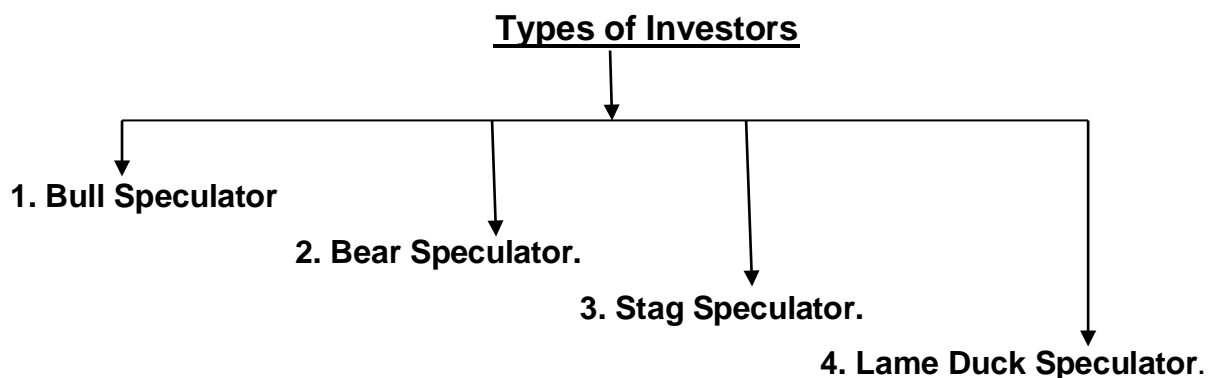 Types of Investors
1. Bull Speculator
2. Bear Speculator.
3. Stag Speculator.
4. Lame Duck Speculator.